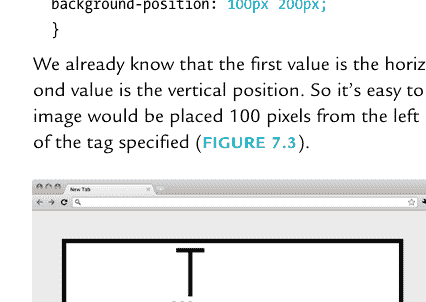 background-position: 100px 200px;
}
We already know that the first value is the horiz
ond value is the vertical position. So it’s easy to
image would be placed 100 pixels from the left
of the tag specified (FIGURE 7.3).
New Tab